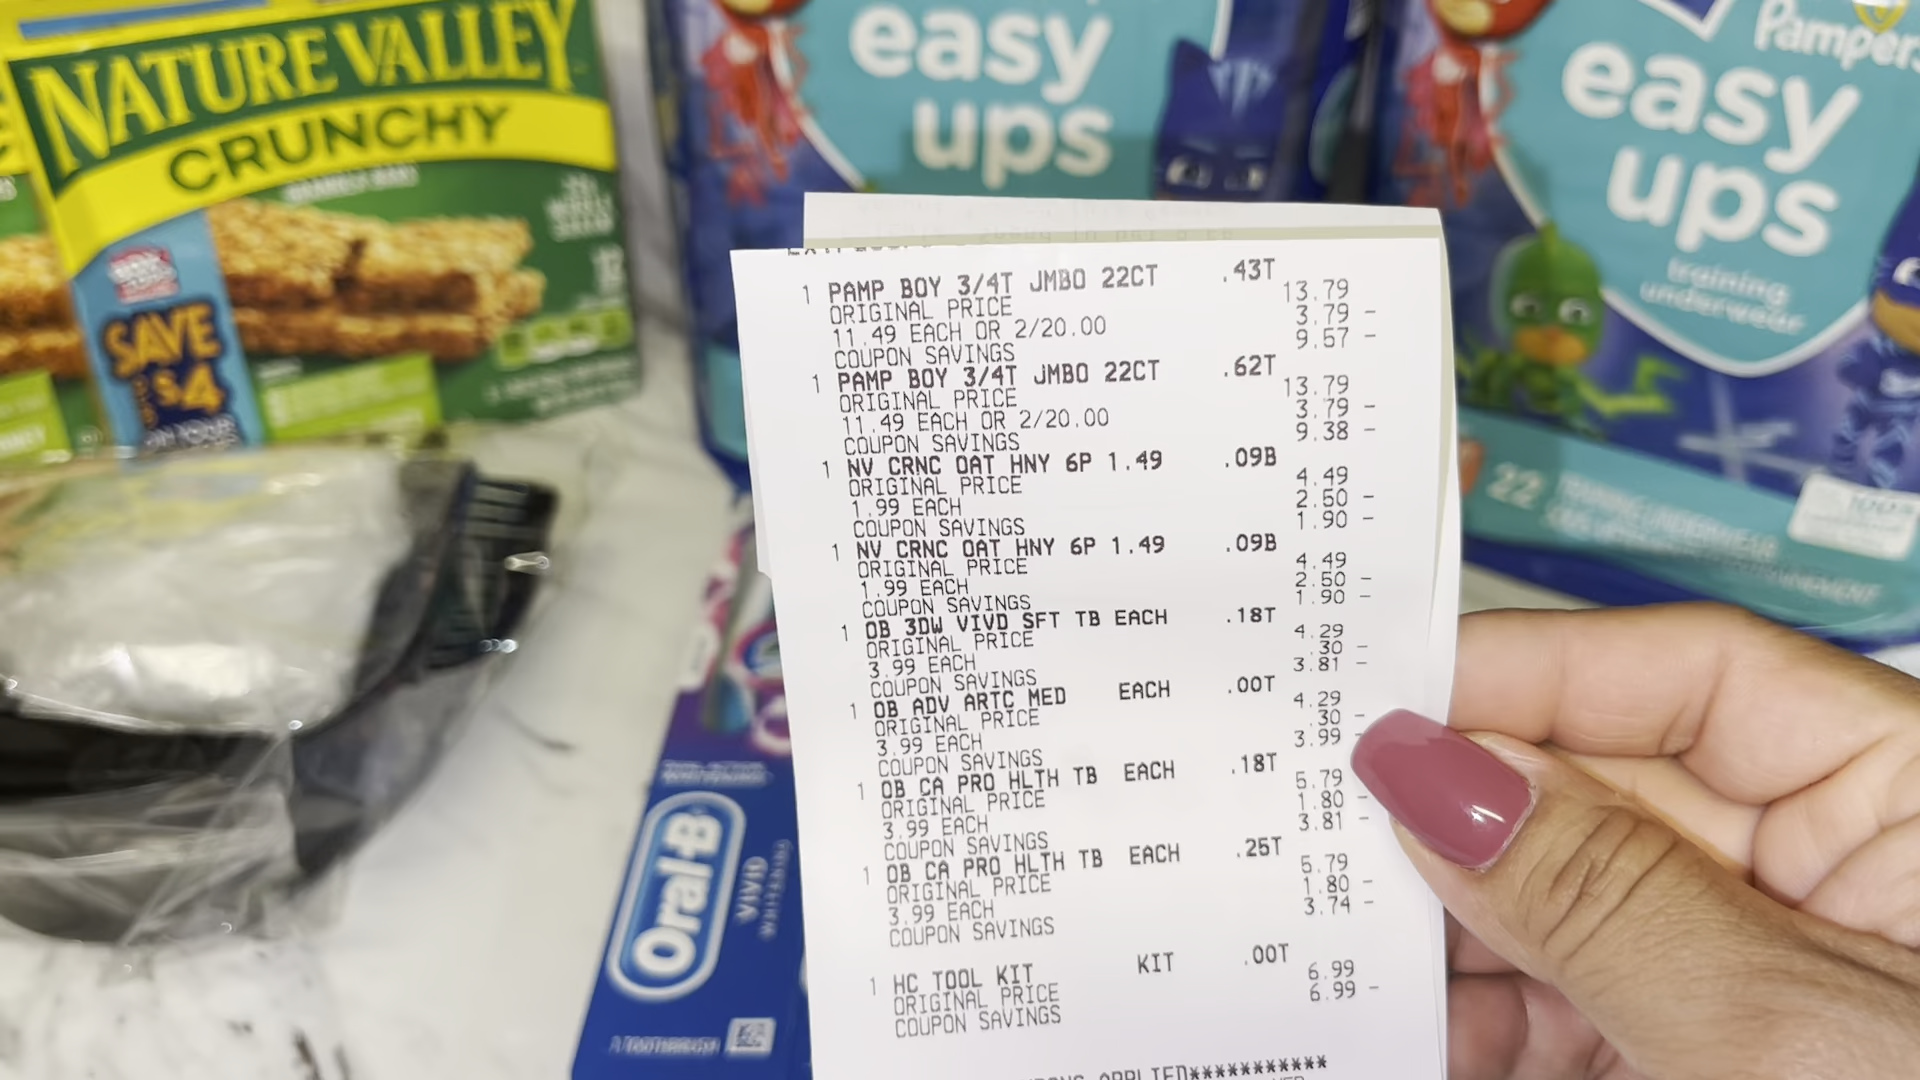 NATURE VALLEY
CRUNCHY
SAVE
$4
ON YOUR
easy
ups
Pampers
easy
ups
training
underwear
22
100%
Oral-B
VIVID
WHITENING
1 TOOTHBRUSH
1 PAMP BOY 3/4T JMBO 22CT .43T
ORIGINAL PRICE 13.79
11.49 EACH OR 2/20.00 3.79 -
COUPON SAVINGS 9.57 -
1 PAMP BOY 3/4T JMBO 22CT .62T
ORIGINAL PRICE 13.79
11.49 EACH OR 2/20.00 3.79 -
COUPON SAVINGS 9.38 -
1 NV CRNC OAT HNY 6P 1.49 .09B
ORIGINAL PRICE 4.49
1.99 EACH 2.50 -
COUPON SAVINGS 1.90 -
1 NV CRNC OAT HNY 6P 1.49 .09B
ORIGINAL PRICE 4.49
1.99 EACH 2.50 -
COUPON SAVINGS 1.90 -
1 OB 3DW VIVD SFT TB EACH .18T
ORIGINAL PRICE 4.29
3.99 EACH .30 -
COUPON SAVINGS 3.81 -
1 OB ADV ARTC MED EACH .00T
ORIGINAL PRICE 4.29
3.99 EACH .30 -
COUPON SAVINGS 3.99 -
1 OB CA PRO HLTH TB EACH .18T
ORIGINAL PRICE 5.79
3.99 EACH 1.80 -
COUPON SAVINGS 3.81 -
1 OB CA PRO HLTH TB EACH .25T
ORIGINAL PRICE 5.79
3.99 EACH 1.80 -
COUPON SAVINGS 3.74 -
1 HC TOOL KIT KIT .00T
ORIGINAL PRICE 6.99
COUPON SAVINGS 6.99 -
APPLIED***********